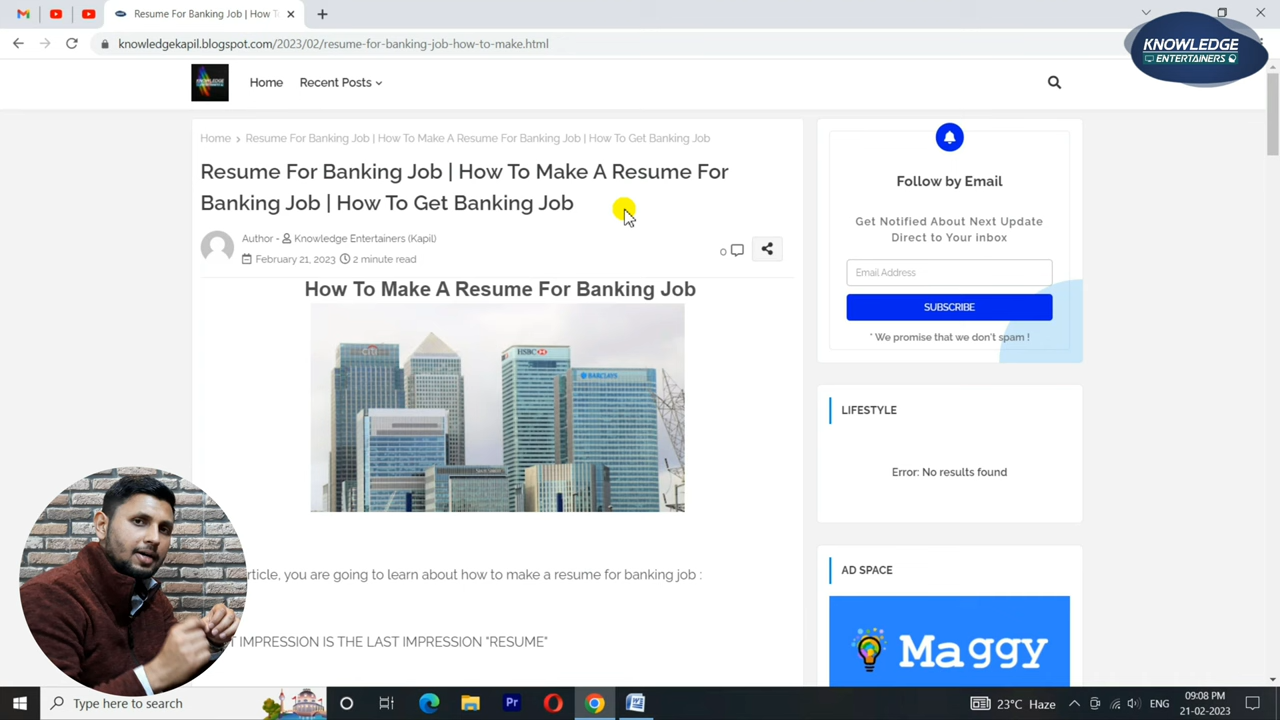 Resume For Banking Job | How T
knowledgekapil.blogspot.com/2023/02/resume-for-banking-job-how-to-make.html
KNOWLEDGE
ENTERTAINERS
Home
Recent Posts
Home
Resume For Banking Job | How To Make A Resume For Banking Job | How To Get Banking Job
Resume For Banking Job | How To Make A Resume For
Banking Job | How To Get Banking Job
Author - Knowledge Entertainers (Kapil)
February 21, 2023 2 minute read
0
How To Make A Resume For Banking Job
HSBC
BARCLAYS
rticle, you are going to learn about how to make a resume for banking job :
T IMPRESSION IS THE LAST IMPRESSION "RESUME"
Follow by Email
Get Notified About Next Update
Direct to Your inbox
Email Address
SUBSCRIBE
* We promise that we don't spam !
LIFESTYLE
Error: No results found
AD SPACE
Maggy
Type here to search
Pr
23°C Haze
ENG
09:08 PM
21-02-2023